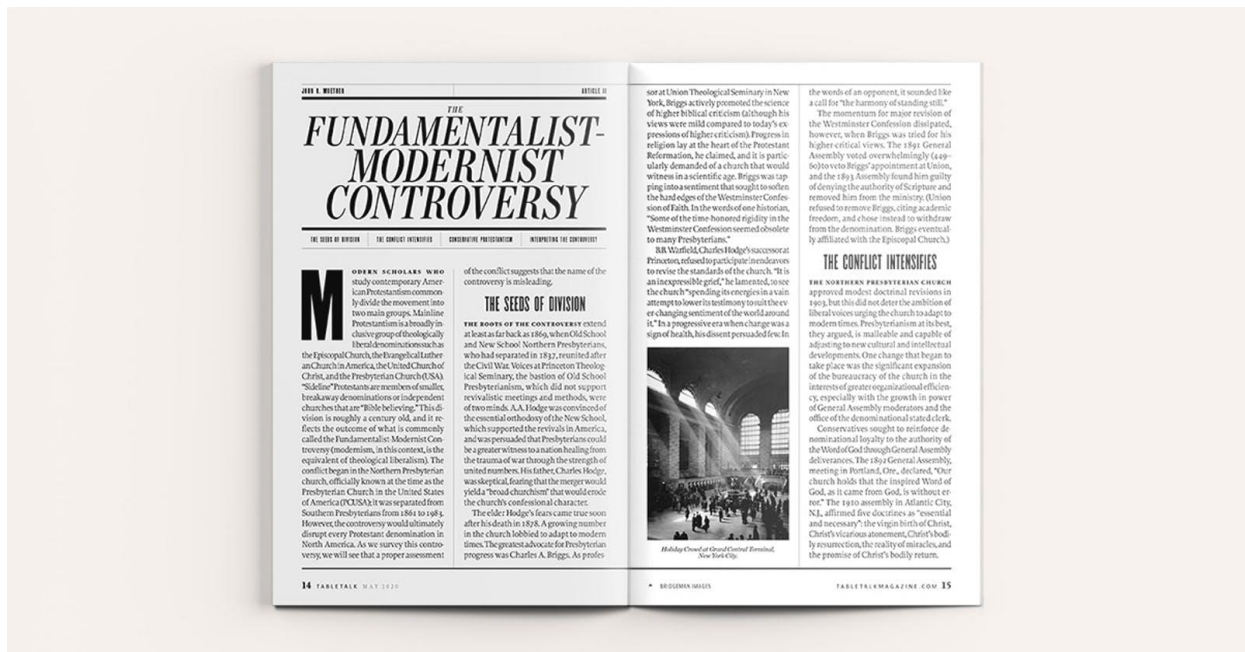 JOHN R. MUETHER
ARTICLE II
THE
FUNDAMENTALIST-
MODERNIST
CONTROVERSY
THE SEEDS OF DIVISION
THE CONFLICT INTENSIFIES
CONSERVATIVE PROTESTANTISM
INTERPRETING THE CONTROVERSY
MODERN SCHOLARS WHO
study contemporary Amer-
ican Protestantism common-
ly divide the movement into
two main groups. Mainline
Protestantism is a broadly in-
clusive group of theologically
liberal denominations such as
the Episcopal Church, the Evangelical Luther-
an Church in America, the United Church of
Christ, and the Presbyterian Church (USA).
“Sideline” Protestants are members of smaller,
breakaway denominations or independent
churches that are “Bible believing.” This di-
vision is roughly a century old, and it re-
flects the outcome of what is commonly
called the Fundamentalist-Modernist Con-
troversy (modernism, in this context, is the
equivalent of theological liberalism). The
conflict began in the Northern Presbyterian
church, officially known at the time as the
Presbyterian Church in the United States
of America (PCUSA); it was separated from
Southern Presbyterians from 1861 to 1983.
However, the controversy would ultimately
disrupt every Protestant denomination in
North America. As we survey this contro-
versy, we will see that a proper assessment
of the conflict suggests that the name of the
controversy is misleading.
THE SEEDS OF DIVISION
THE ROOTS OF THE CONTROVERSY extend
at least as far back as 1869, when Old School
and New School Northern Presbyterians,
who had separated in 1837, reunited after
the Civil War. Voices at Princeton Theolog-
ical Seminary, the bastion of Old School
Presbyterianism, which did not support
revivalistic meetings and methods, were
of two minds. A.A. Hodge was convinced of
the essential orthodoxy of the New School,
which supported the revivals in America,
and was persuaded that Presbyterians could
be a greater witness to a nation healing from
the trauma of war through the strength of
united numbers. His father, Charles Hodge,
was skeptical, fearing that the merger would
yield a “broad churchism” that would erode
the church’s confessional character.
The elder Hodge’s fears came true soon
after his death in 1878. A growing number
in the church lobbied to adapt to modern
times. The greatest advocate for Presbyterian
progress was Charles A. Briggs. As profes-
14 TABLETALK MAY 2020
sor at Union Theological Seminary in New
York, Briggs actively promoted the science
of higher biblical criticism (although his
views were mild compared to today’s ex-
pressions of higher criticism). Progress in
religion lay at the heart of the Protestant
Reformation, he claimed, and it is partic-
ularly demanded of a church that would
witness in a scientific age. Briggs was tap-
ping into a sentiment that sought to soften
the hard edges of the Westminster Confes-
sion of Faith. In the words of one historian,
“Some of the time-honored rigidity in the
Westminster Confession seemed obsolete
to many Presbyterians.”
B.B. Warfield, Charles Hodge’s successor at
Princeton, refused to participate in endeavors
to revise the standards of the church. “It is
an inexpressible grief,” he lamented, to see
the church “spending its energies in a vain
attempt to lower its testimony to suit the ev-
er-changing sentiment of the world around
it.” In a progressive era when change was a
sign of health, his dissent persuaded few. In
Holiday Crowd at Grand Central Terminal,
New York City.
the words of an opponent, it sounded like
a call for “the harmony of standing still.”
The momentum for major revision of
the Westminster Confession dissipated,
however, when Briggs was tried for his
higher-critical views. The 1891 General
Assembly voted overwhelmingly (449–
60) to veto Briggs’ appointment at Union,
and the 1893 Assembly found him guilty
of denying the authority of Scripture and
removed him from the ministry. (Union
refused to remove Briggs, citing academic
freedom, and chose instead to withdraw
from the denomination. Briggs eventual-
ly affiliated with the Episcopal Church.)
THE CONFLICT INTENSIFIES
THE NORTHERN PRESBYTERIAN CHURCH
approved modest doctrinal revisions in
1903, but this did not deter the ambition of
liberal voices urging the church to adapt to
modern times. Presbyterianism at its best,
they argued, is malleable and capable of
adjusting to new cultural and intellectual
developments. One change that began to
take place was the significant expansion
of the bureaucracy of the church in the
interests of greater organizational efficien-
cy, especially with the growth in power
of General Assembly moderators and the
office of the denominational stated clerk.
Conservatives sought to reinforce de-
nominational loyalty to the authority of
the Word of God through General Assembly
deliverances. The 1892 General Assembly,
meeting in Portland, Ore., declared, “Our
church holds that the inspired Word of
God, as it came from God, is without er-
ror.” The 1910 assembly in Atlantic City,
N.J., affirmed five doctrines as “essential
and necessary”: the virgin birth of Christ,
Christ’s vicarious atonement, Christ’s bodi-
ly resurrection, the reality of miracles, and
the promise of Christ’s bodily return.
BRIDGEMAN IMAGES
TABLETALKMAGAZINE.COM 15